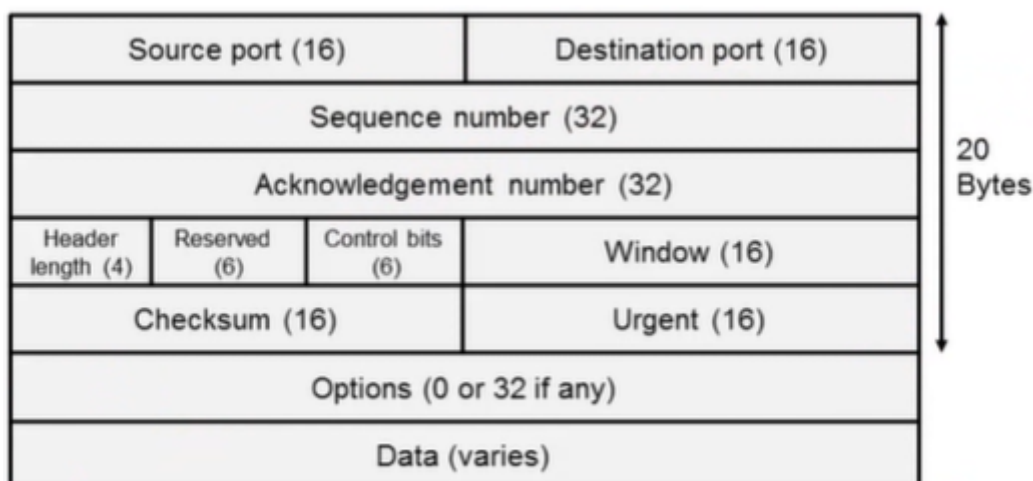 Source port (16)
Destination port (16)
Sequence number (32)
20
Bytes
Acknowledgement number (32)
Header
length (4)
Reserved
(6)
Control bits
(6)
Window (16)
Checksum (16)
Urgent (16)
Options (0 or 32 if any)
Data (varies)